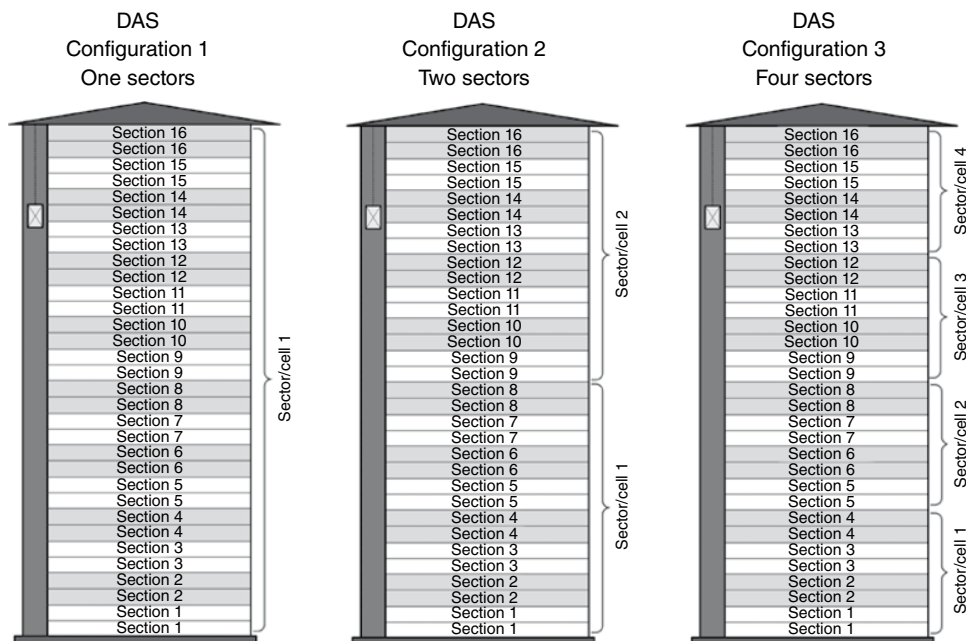 DAS
Configuration 1
One sectors
Section 16
Section 16
Section 15
Section 15
Section 14
Section 14
Section 13
Section 13
Section 12
Section 12
Section 11
Section 11
Section 10
Section 10
Section 9
Section 9
Section 8
Section 8
Section 7
Section 7
Section 6
Section 6
Section 5
Section 5
Section 4
Section 4
Section 3
Section 3
Section 2
Section 2
Section 1
Section 1
Sector/cell 1
DAS
Configuration 2
Two sectors
Section 16
Section 16
Section 15
Section 15
Section 14
Section 14
Section 13
Section 13
Section 12
Section 12
Section 11
Section 11
Section 10
Section 10
Section 9
Section 9
Section 8
Section 8
Section 7
Section 7
Section 6
Section 6
Section 5
Section 5
Section 4
Section 4
Section 3
Section 3
Section 2
Section 2
Section 1
Section 1
Sector/cell 2
Sector/cell 1
DAS
Configuration 3
Four sectors
Section 16
Section 16
Section 15
Section 15
Section 14
Section 14
Section 13
Section 13
Section 12
Section 12
Section 11
Section 11
Section 10
Section 10
Section 9
Section 9
Section 8
Section 8
Section 7
Section 7
Section 6
Section 6
Section 5
Section 5
Section 4
Section 4
Section 3
Section 3
Section 2
Section 2
Section 1
Section 1
Sector/cell 4
Sector/cell 3
Sector/cell 2
Sector/cell 1